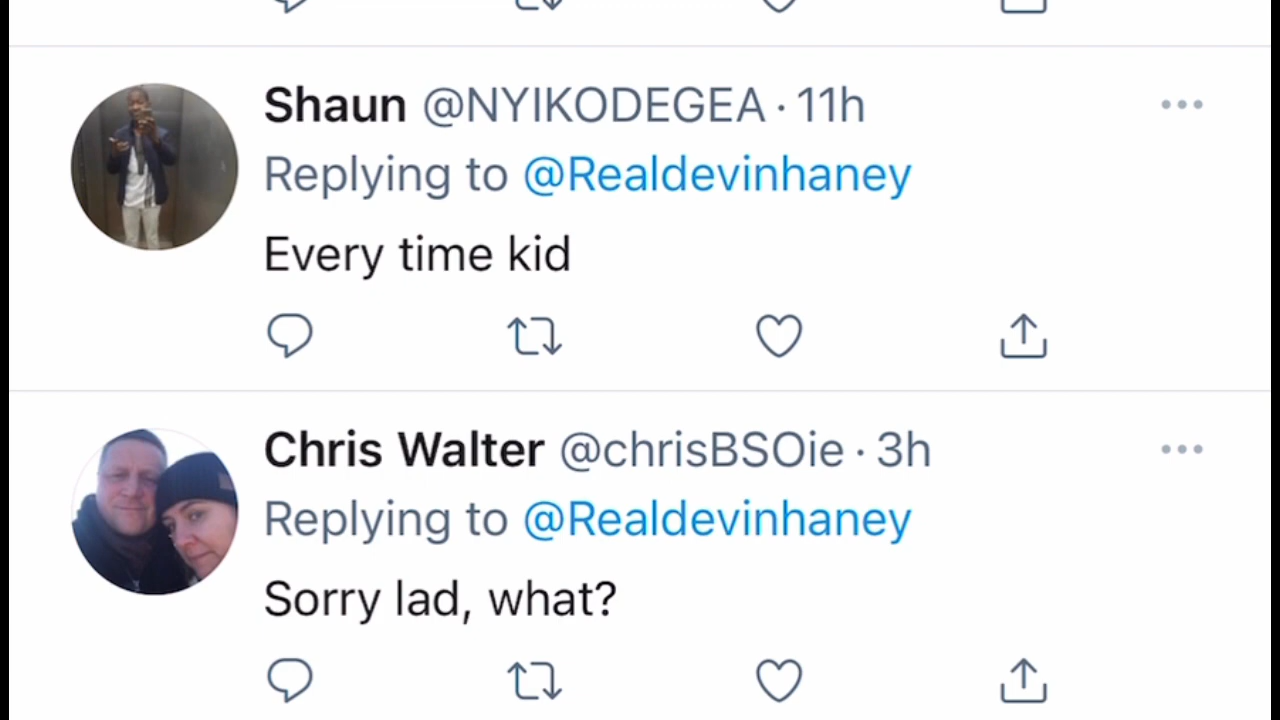 Shaun @NYIKODEGEA · 11h
Replying to @Realdevinhaney
Every time kid
Chris Walter @chrisBSOie · 3h
Replying to @Realdevinhaney
Sorry lad, what?